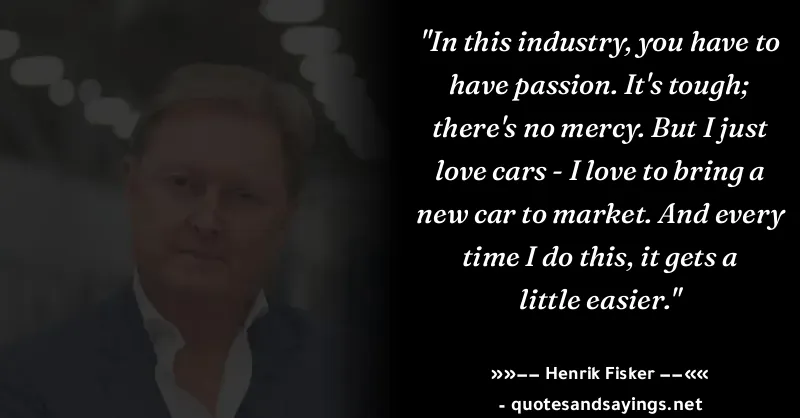 "In this industry, you have to
have passion. It's tough;
there's no mercy. But I just
love cars - I love to bring a
new car to market. And every
time I do this, it gets a
little easier."
»»–– Henrik Fisker ––««
- quotesandsayings.net